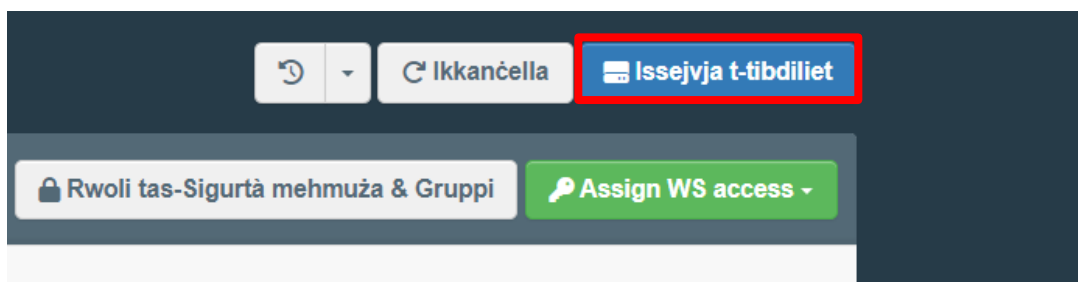 Ikkanċella Issejvja t-tibdiliet
Rwoli tas-Sigurtà mehmuża & Gruppi Assign WS access